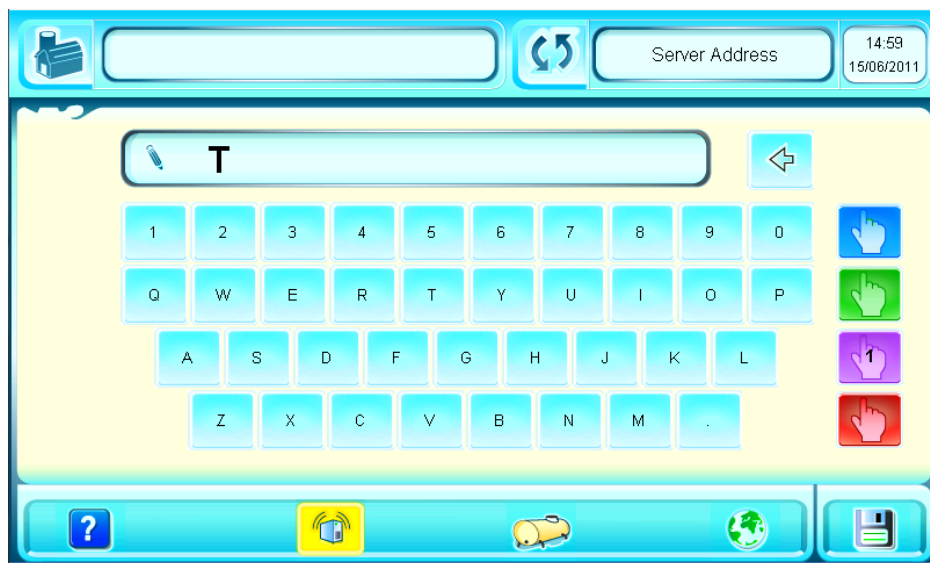 Server Address
14:59
15/06/2011
T
1 2 3 4 5 6 7 8 9 0
Q W E R T Y U I O P
A S D F G H J K L
1
Z X C V B N M .
?